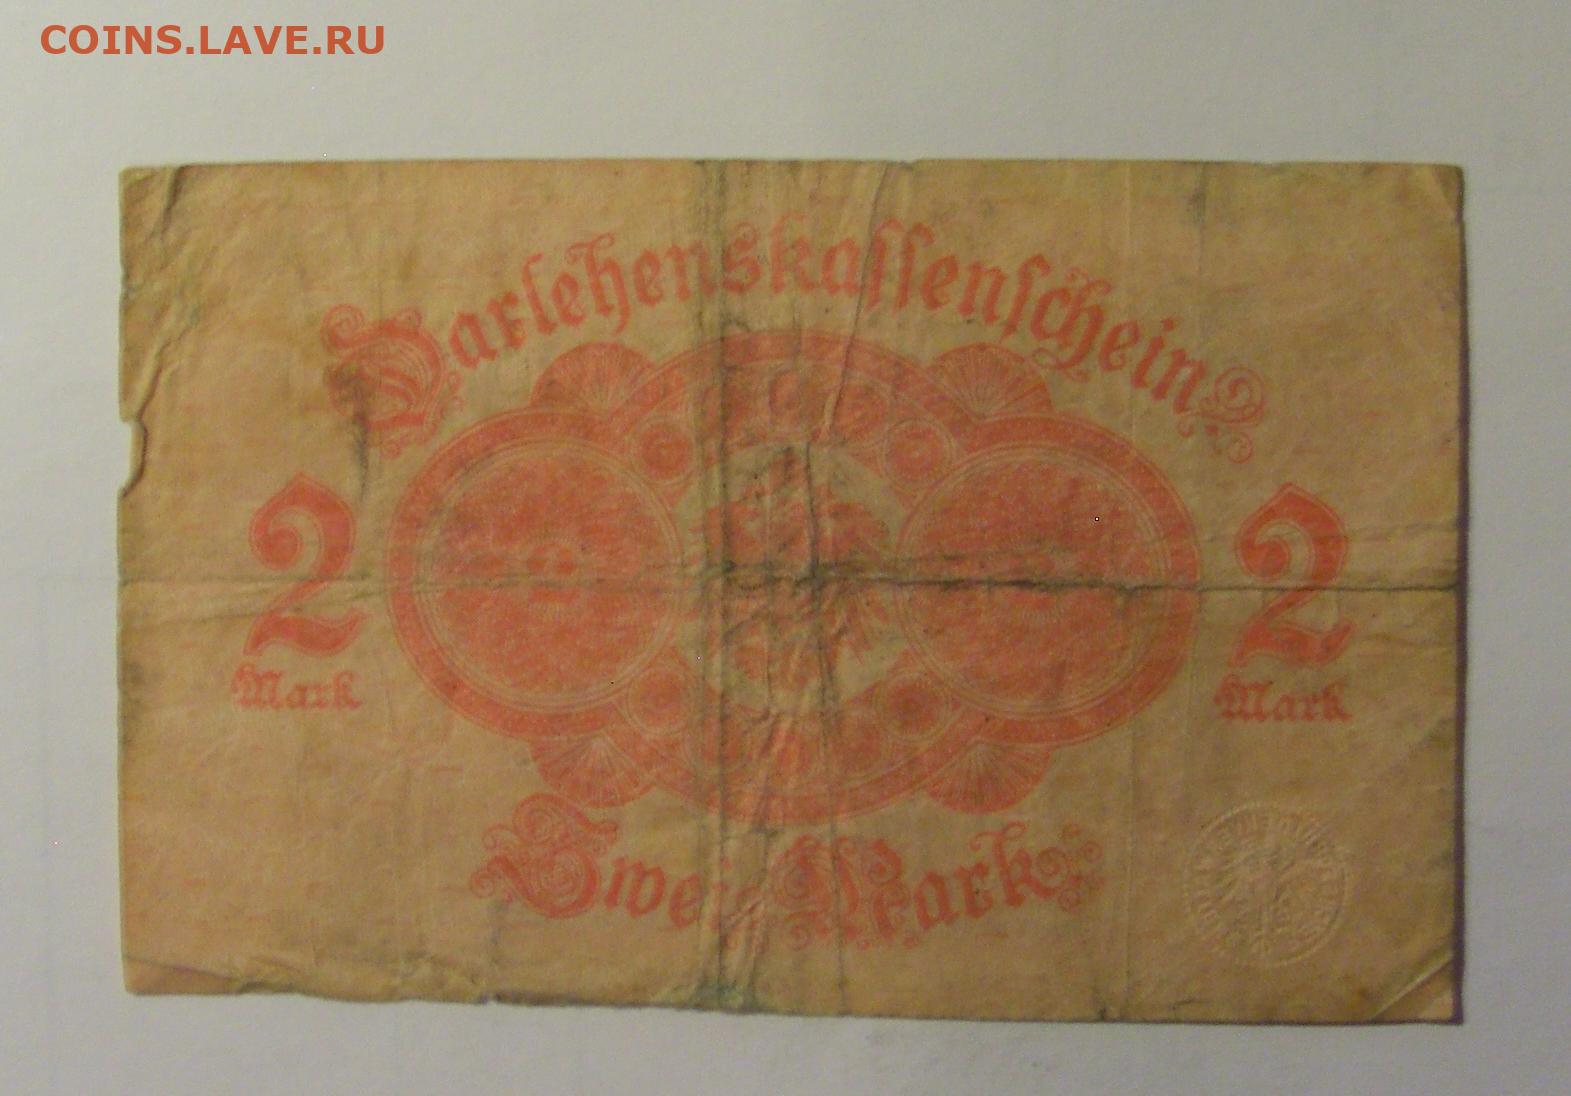 COINS.LAVE.RU
Darlehenskassenschein
2
Mark
2
Mark
Zwei Mark